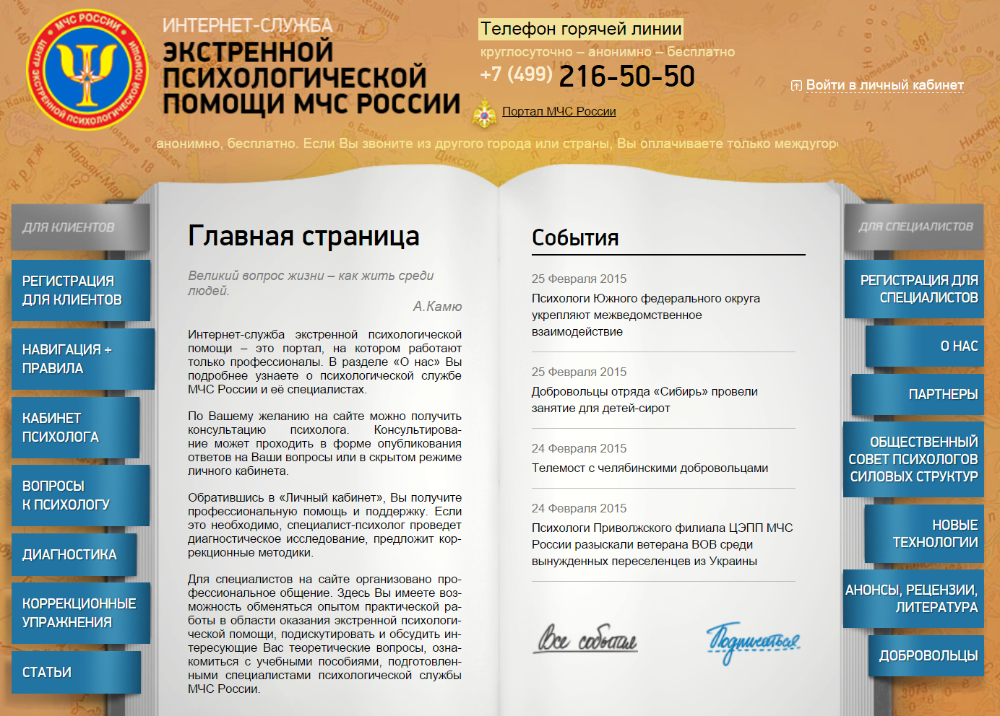 МЧС РОССИИ
ЦЕНТР ЭКСТРЕННОЙ ПСИХОЛОГИЧЕСКОЙ ПОМОЩИ
ИНТЕРНЕТ-СЛУЖБА
ЭКСТРЕННОЙ
ПСИХОЛОГИЧЕСКОЙ
ПОМОЩИ МЧС РОССИИ
Телефон горячей линии
круглосуточно – анонимно – бесплатно
+7 (499) 216-50-50
Портал МЧС России
Войти в личный кабинет
анонимно, бесплатно. Если Вы звоните из другого города или страны, Вы оплачиваете только междугор
ДЛЯ КЛИЕНТОВ
РЕГИСТРАЦИЯ
ДЛЯ КЛИЕНТОВ
НАВИГАЦИЯ +
ПРАВИЛА
КАБИНЕТ
ПСИХОЛОГА
ВОПРОСЫ
К ПСИХОЛОГУ
ДИАГНОСТИКА
КОРРЕКЦИОННЫЕ
УПРАЖНЕНИЯ
СТАТЬИ
Главная страница
Великий вопрос жизни – как жить среди
людей.
А.Камю
Интернет-служба экстренной психологической
помощи – это портал, на котором работают
только профессионалы. В разделе «О нас» Вы
подробнее узнаете о психологической службе
МЧС России и её специалистах.
По Вашему желанию на сайте можно получить
консультацию психолога. Консультирова-
ние может проходить в форме опубликования
ответов на Ваши вопросы или в скрытом режиме
личного кабинета.
Обратившись в «Личный кабинет», Вы получите
профессиональную помощь и поддержку. Если
это необходимо, специалист-психолог проведет
диагностическое исследование, предложит кор-
рекционные методики.
Для специалистов на сайте организовано про-
фессиональное общение. Здесь Вы имеете воз-
можность обменяться опытом практической ра-
боты в области оказания экстренной психологи-
ческой помощи, подискутировать и обсудить ин-
тересующие Вас теоретические вопросы, озна-
комиться с учебными пособиями, подготовлен-
ными специалистами психологической службы
МЧС России.
События
25 Февраля 2015
Психологи Южного федерального округа
укрепляют межведомственное
взаимодействие
25 Февраля 2015
Добровольцы отряда «Сибирь» провели
занятие для детей-сирот
24 Февраля 2015
Телемост с челябинскими добровольцами
24 Февраля 2015
Психологи Приволжского филиала ЦЭПП МЧС
России разыскали ветерана ВОВ среди
вынужденных переселенцев из Украины
Все события
Подписаться
ДЛЯ СПЕЦИАЛИСТОВ
РЕГИСТРАЦИЯ ДЛЯ
СПЕЦИАЛИСТОВ
О НАС
ПАРТНЕРЫ
ОБЩЕСТВЕННЫЙ
СОВЕТ ПСИХОЛОГОВ
СИЛОВЫХ СТРУКТУР
НОВЫЕ
ТЕХНОЛОГИИ
АНОНСЫ, РЕЦЕНЗИИ,
ЛИТЕРАТУРА
ДОБРОВОЛЬЦЫ
Нарьян-Мар
Диксон
о.Белый
Тикси
3073